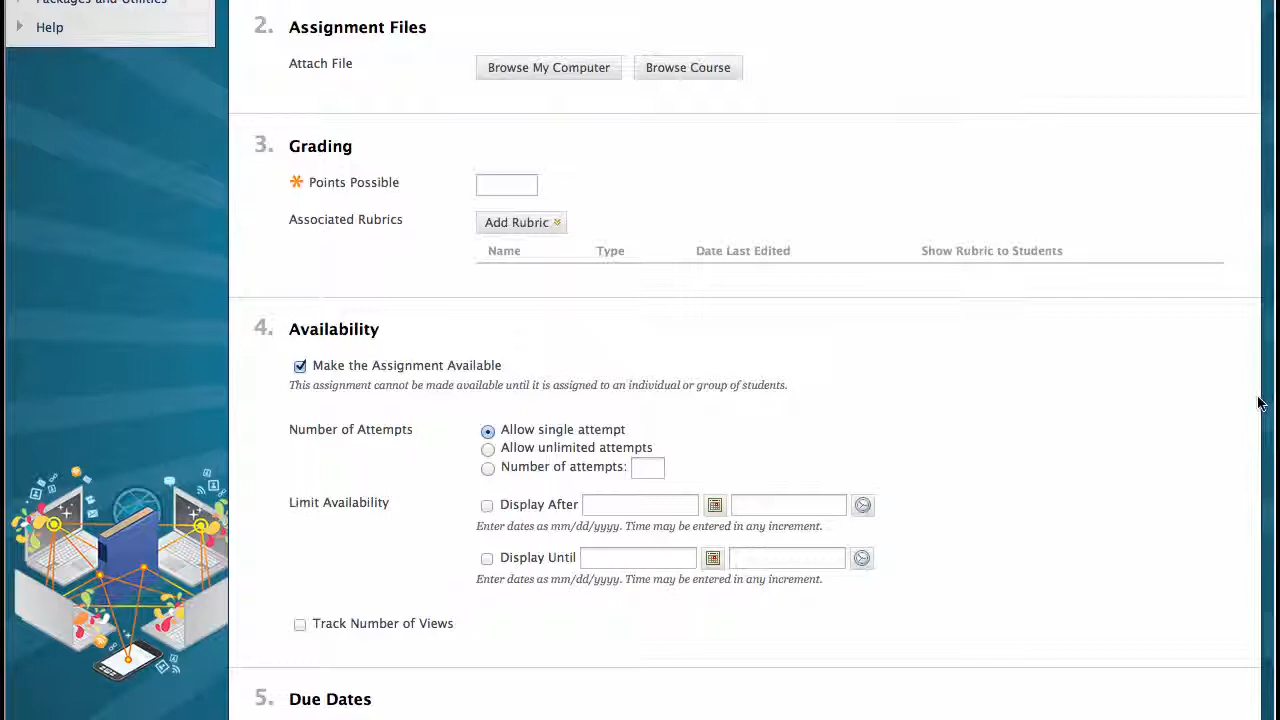 Packages and Utilities
Help
2. Assignment Files
Attach File Browse My Computer Browse Course
3. Grading
* Points Possible
Associated Rubrics Add Rubric
Name Type Date Last Edited Show Rubric to Students
4. Availability
Make the Assignment Available
This assignment cannot be made available until it is assigned to an individual or group of students.
Number of Attempts Allow single attempt
Allow unlimited attempts
Number of attempts:
Limit Availability Display After
Enter dates as mm/dd/yyyy. Time may be entered in any increment.
Display Until
Enter dates as mm/dd/yyyy. Time may be entered in any increment.
Track Number of Views
5. Due Dates